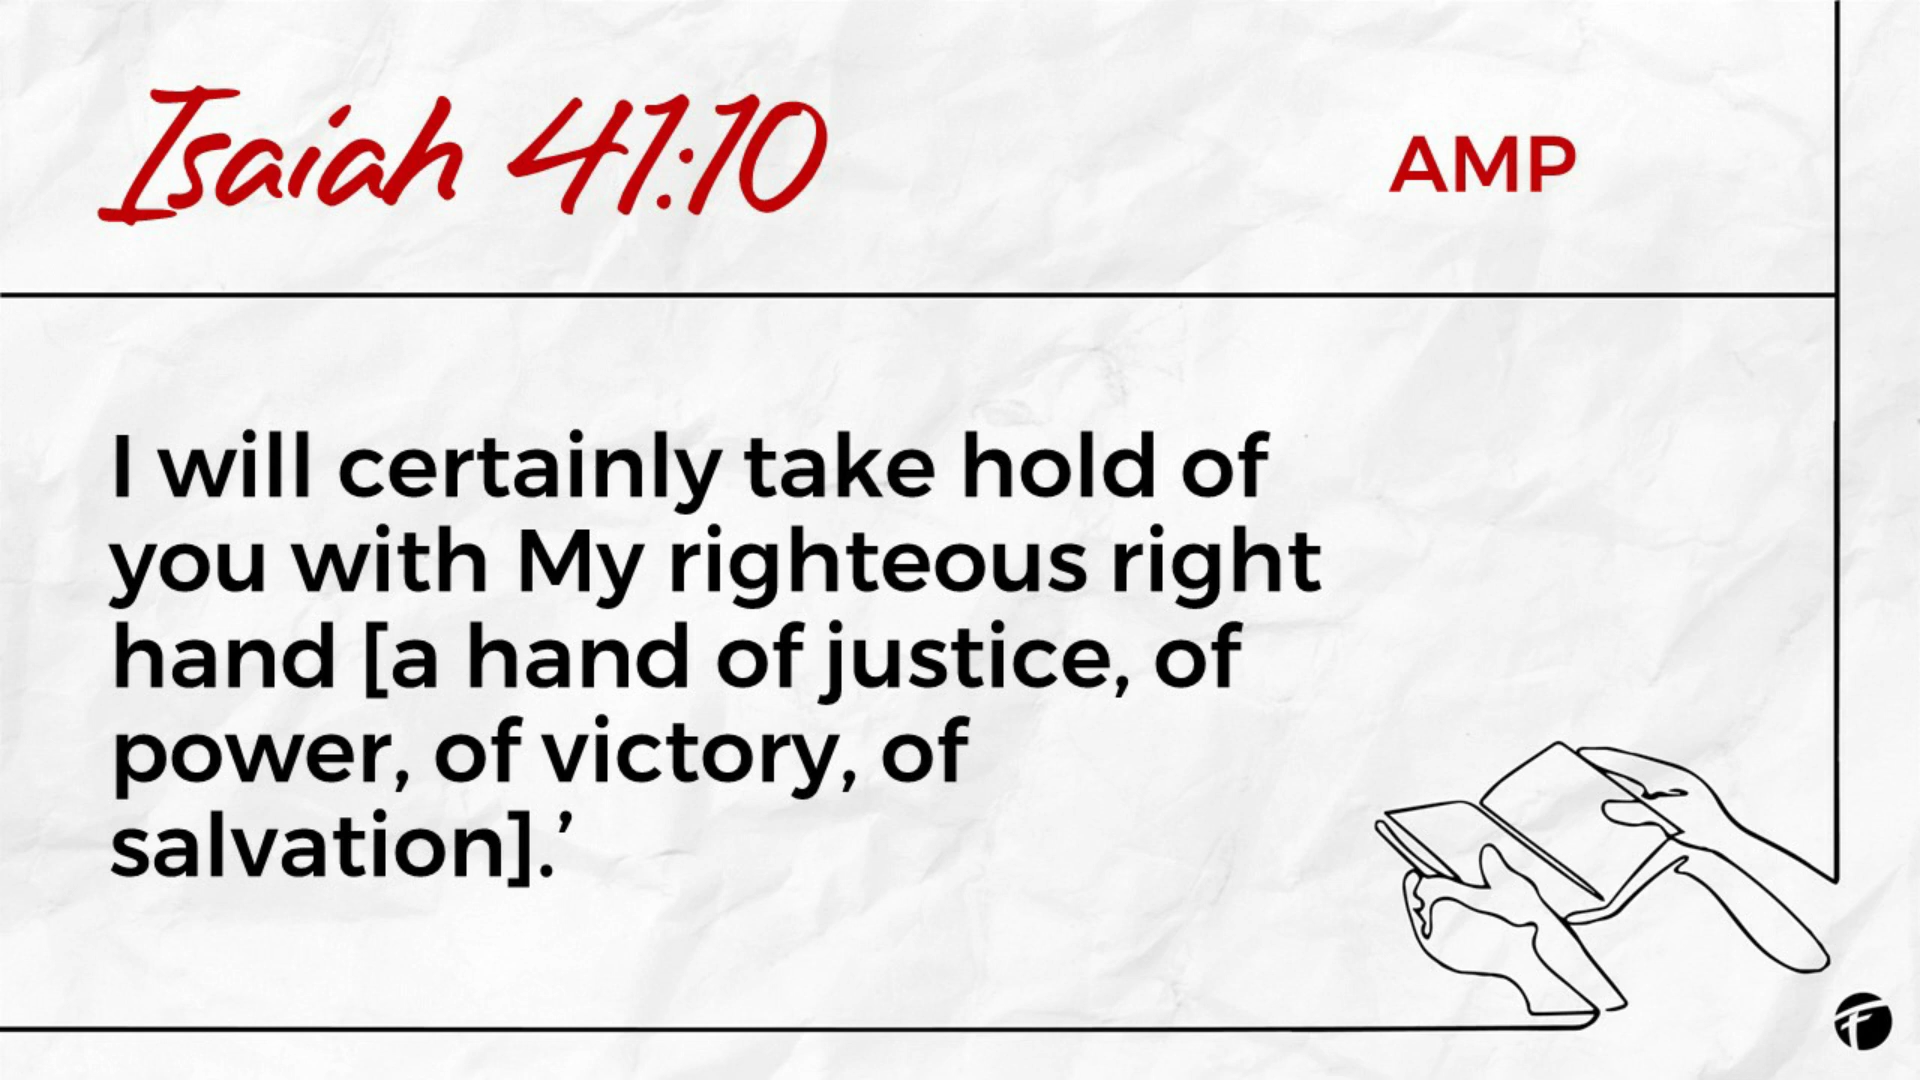 Isaiah 41:10
AMP
I will certainly take hold of
you with My righteous right
hand [a hand of justice, of
power, of victory, of
salvation].’